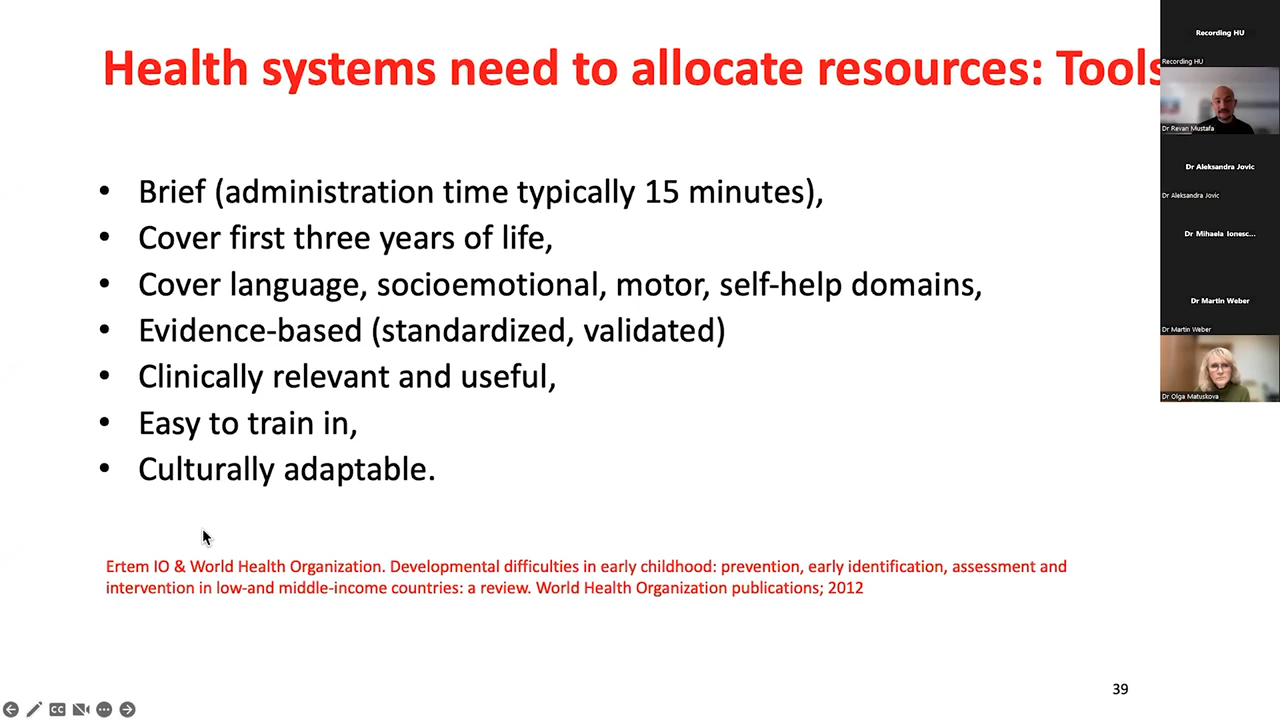 Health systems need to allocate resources: Tools
• Brief (administration time typically 15 minutes),
• Cover first three years of life,
• Cover language, socioemotional, motor, self-help domains,
• Evidence-based (standardized, validated)
• Clinically relevant and useful,
• Easy to train in,
• Culturally adaptable.
Ertem IO & World Health Organization. Developmental difficulties in early childhood: prevention, early identification, assessment and
intervention in low-and middle-income countries: a review. World Health Organization publications; 2012
39
CC
Recording HU
Recording HU
Dr Revan Mustafa
Dr Aleksandra Jovic
Dr Aleksandra Jovic
Dr Mihaela Ionesc...
Dr Martin Weber
Dr Martin Weber
Dr Olga Matuskova